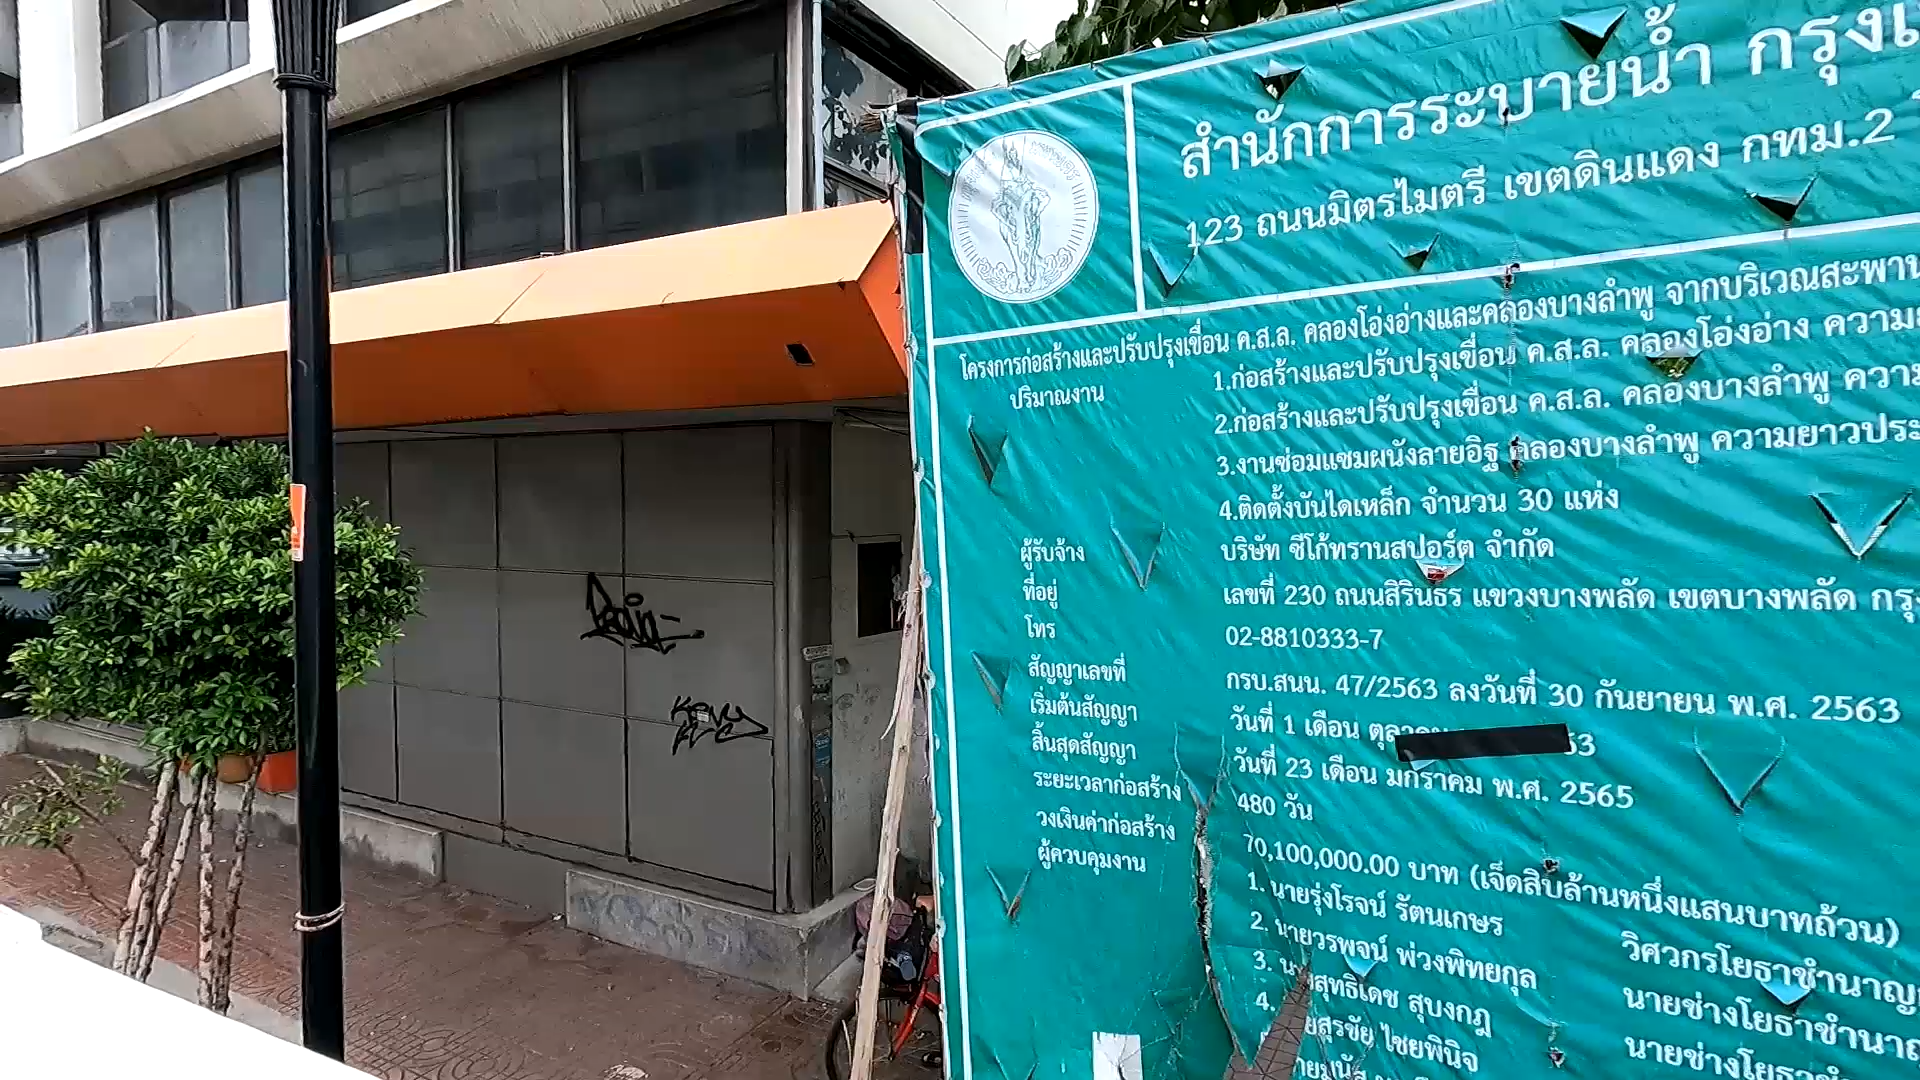 สำนักการระบายน้ำ
123 ถนนมิตรไมตรี เขตดินแดง กทม.2
โครงการก่อสร้างและปรับปรุงเขื่อน ค.ส.ล. คลองโอ่งอ่างและคลองบางลำพู จากบริเวณสะพาน
ปริมาณงาน 1.ก่อสร้างและปรับปรุงเขื่อน ค.ส.ล. คลองโอ่งอ่าง
2.ก่อสร้างและปรับปรุงเขื่อน ค.ส.ล. คลองบางลำพู
3.งานซ่อมแซมผนังลายอิฐ คลองบางลำพู ความยาว
4.ติดตั้งบันไดเหล็ก จำนวน 30 แห่ง
ผู้รับจ้าง บริษัท ซีโก้ทรานสปอร์ต จำกัด
ที่อยู่ เลขที่ 230 ถนนสิรินธร แขวงบางพลัด เขตบางพลัด
โทร 02-8810333-7
สัญญาเลขที่ กรบ.สนน. 47/2563 ลงวันที่ 30 กันยายน พ.ศ. 2563
เริ่มต้นสัญญา วันที่ 1 เดือน 63
สิ้นสุดสัญญา วันที่ 23 เดือน มกราคม พ.ศ. 2565
ระยะเวลาก่อสร้าง 480 วัน
วงเงินค่าก่อสร้าง 70,100,000.00 บาท (เจ็ดสิบล้านหนึ่งแสนบาทถ้วน)
ผู้ควบคุมงาน 1. นายรุ่งโรจน์ รัตนเกษร
2. นายวรพจน์ พ่วงพิทยกุล วิศวกรโยธาชำนาญ
3. สุทธิเดช สุบงกฎ นายช่างโยธาชำนา
4. ยสุรชัย ไชยพินิจ นายช่างโยธา